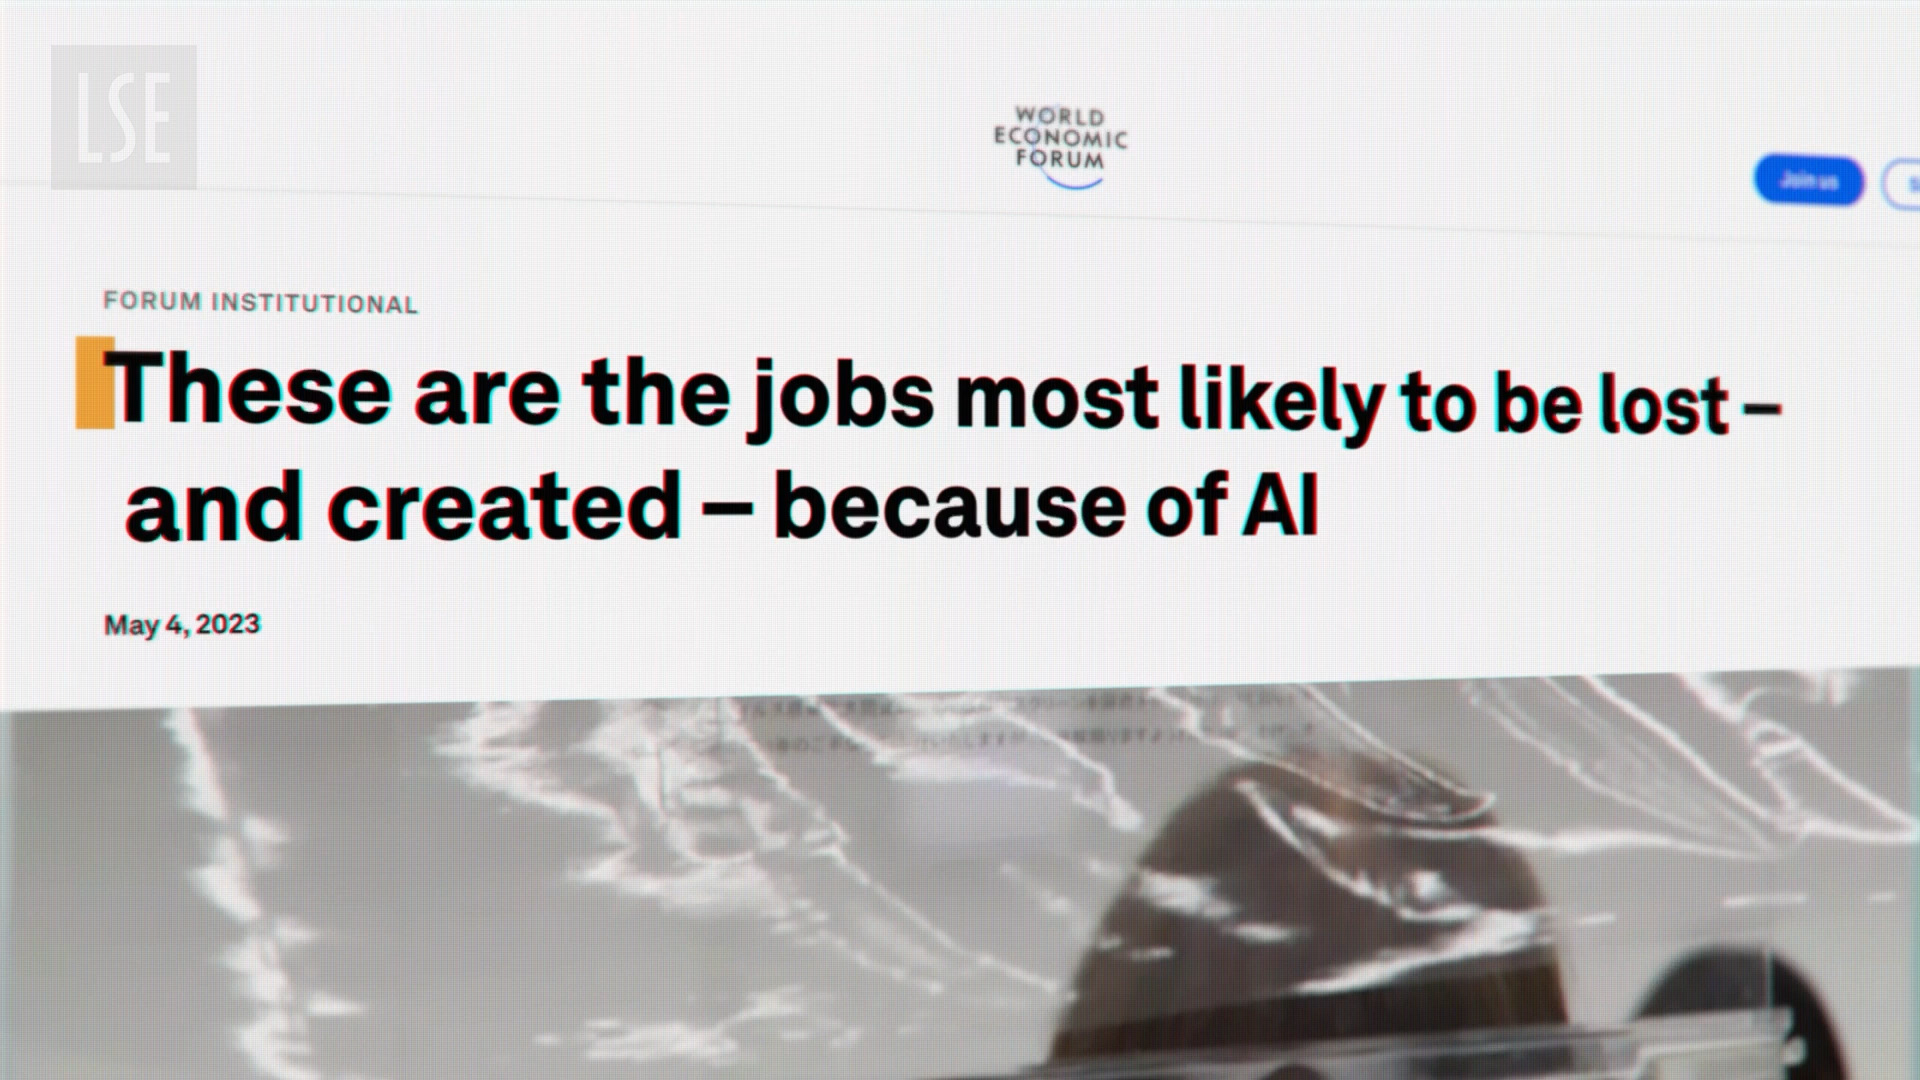 LSE
WORLD
ECONOMIC
FORUM
Join us
FORUM INSTITUTIONAL
These are the jobs most likely to be lost –
and created – because of AI
May 4, 2023